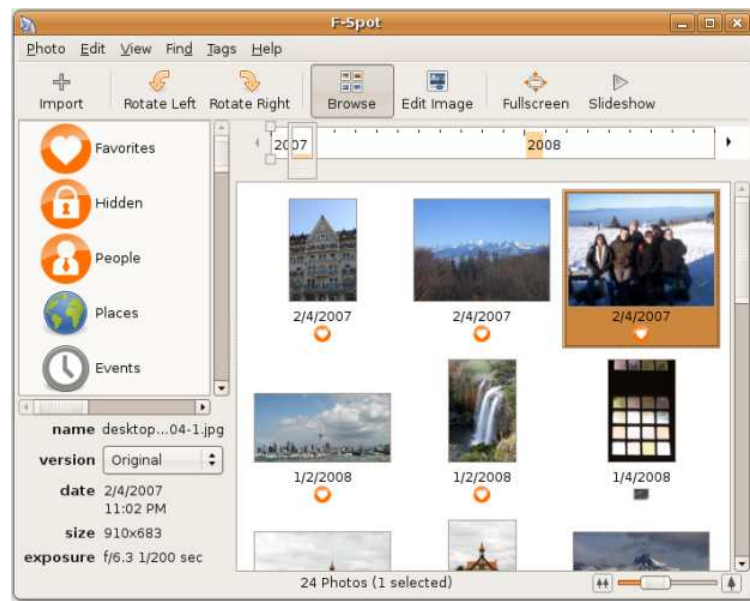 F-Spot
Photo Edit View Find Tags Help
Import Rotate Left Rotate Right Browse Edit Image Fullscreen Slideshow
2007 2008
Favorites
Hidden
People
Places
Events
2/4/2007 2/4/2007 2/4/2007
1/2/2008 1/2/2008 1/4/2008
name desktop...04-1.jpg
version Original
date 2/4/2007
11:02 PM
size 910x683
exposure f/6.3 1/200 sec
24 Photos (1 selected)